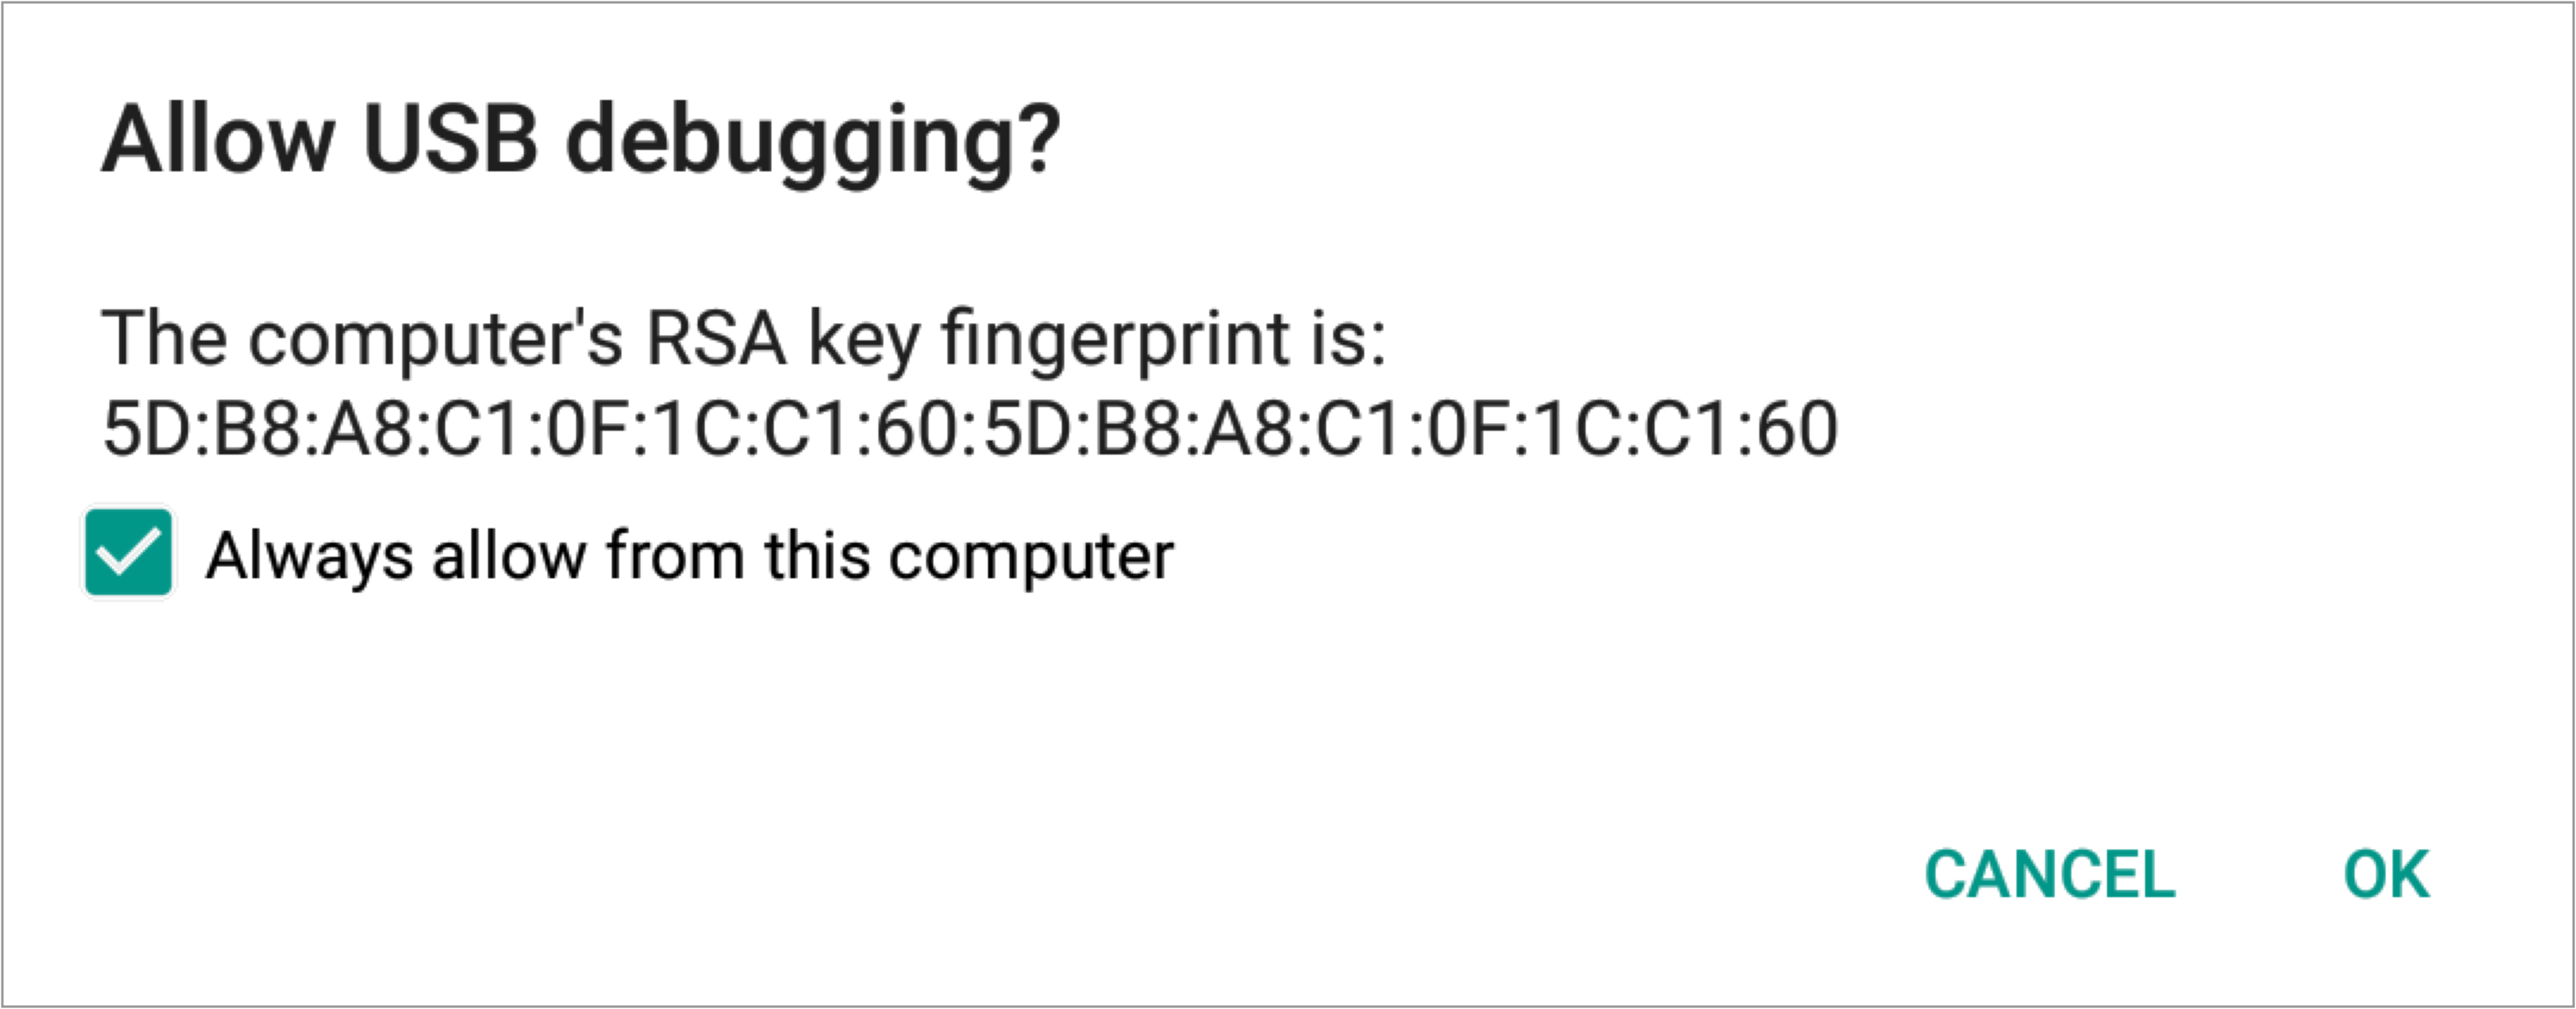 Allow USB debugging?
The computer's RSA key fingerprint is:
5D:B8:A8:C1:0F:1C:C1:60:5D:B8:A8:C1:0F:1C:C1:60
Always allow from this computer
CANCEL OK